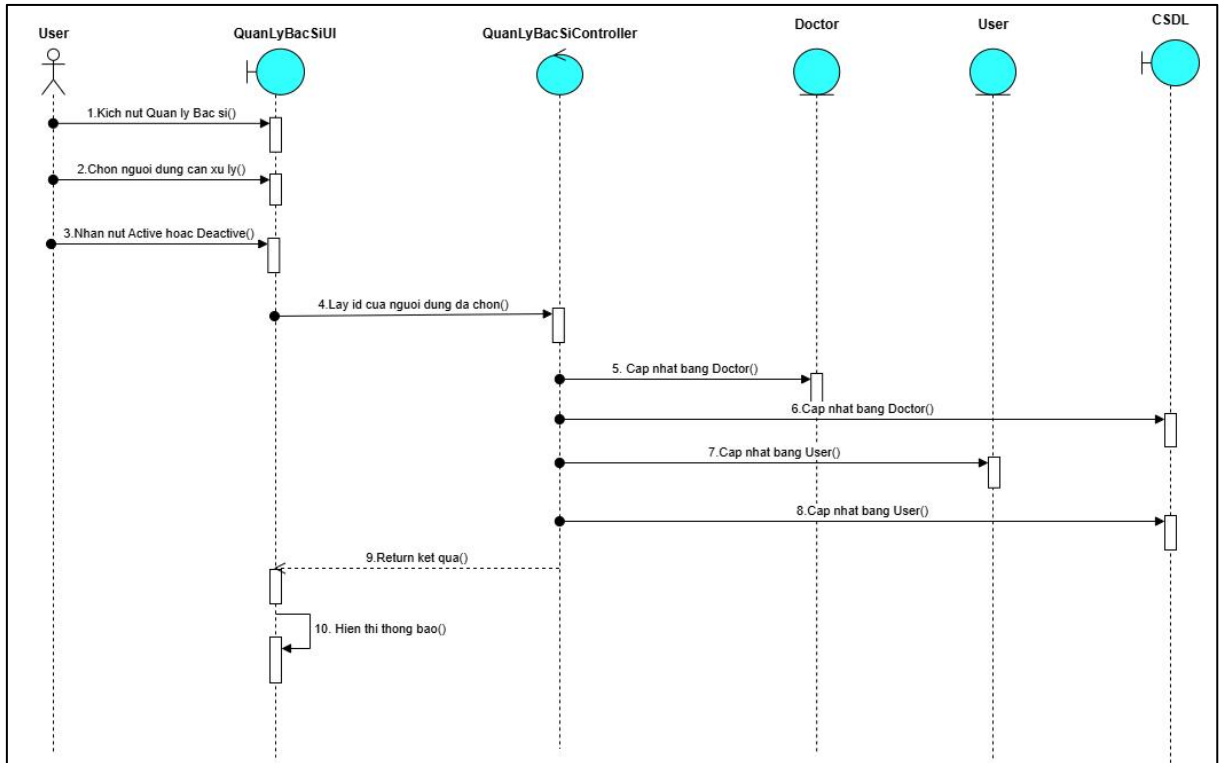 User
QuanLyBacSiUI
QuanLyBacSiController
Doctor
User
CSDL
1.Kich nut Quan ly Bac si()
2.Chon nguoi dung can xu ly()
3.Nhan nut Active hoac Deactive()
4.Lay id cua nguoi dung da chon()
5. Cap nhat bang Doctor()
6.Cap nhat bang Doctor()
7.Cap nhat bang User()
8.Cap nhat bang User()
9.Return ket qua()
10. Hien thi thong bao()